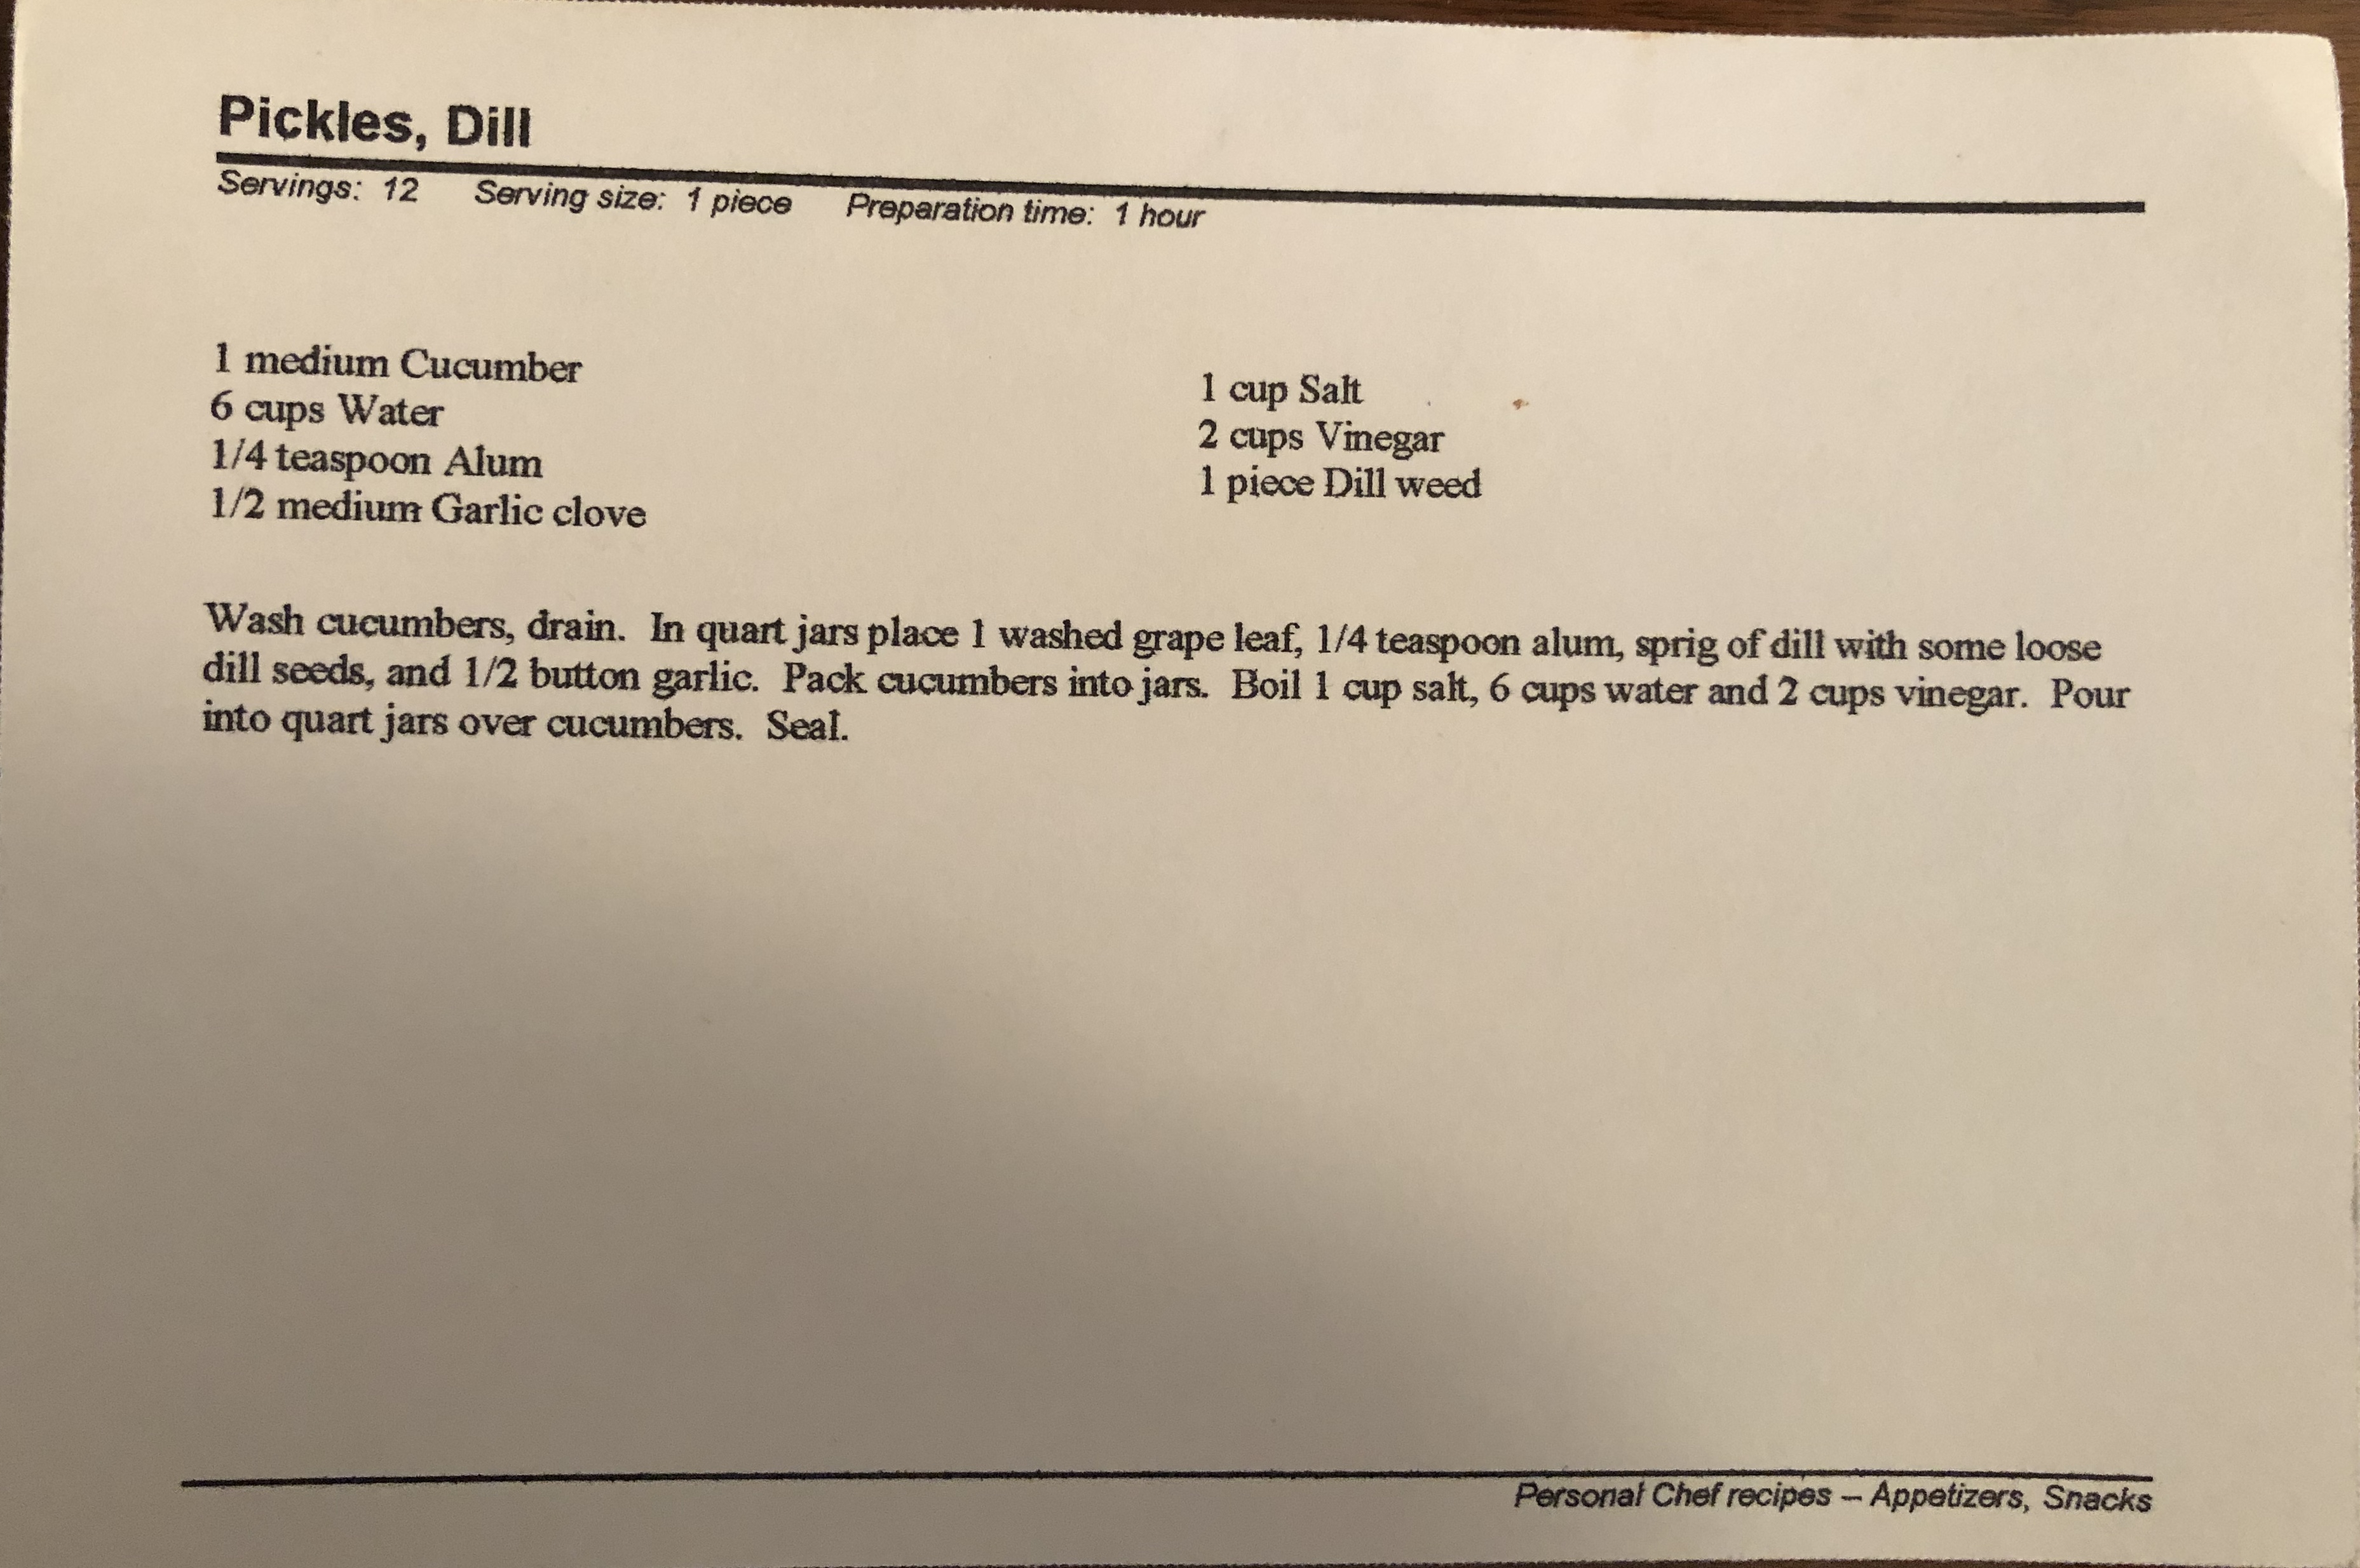 Pickles, Dill
Servings: 12 Serving size: 1 piece Preparation time: 1 hour
1 medium Cucumber
6 cups Water
1/4 teaspoon Alum
1/2 medium Garlic clove
1 cup Salt
2 cups Vinegar
1 piece Dill weed
Wash cucumbers, drain. In quart jars place 1 washed grape leaf, 1/4 teaspoon alum, sprig of dill with some loose
dill seeds, and 1/2 button garlic. Pack cucumbers into jars. Boil 1 cup salt, 6 cups water and 2 cups vinegar. Pour
into quart jars over cucumbers. Seal.
Personal Chef recipes – Appetizers, Snacks